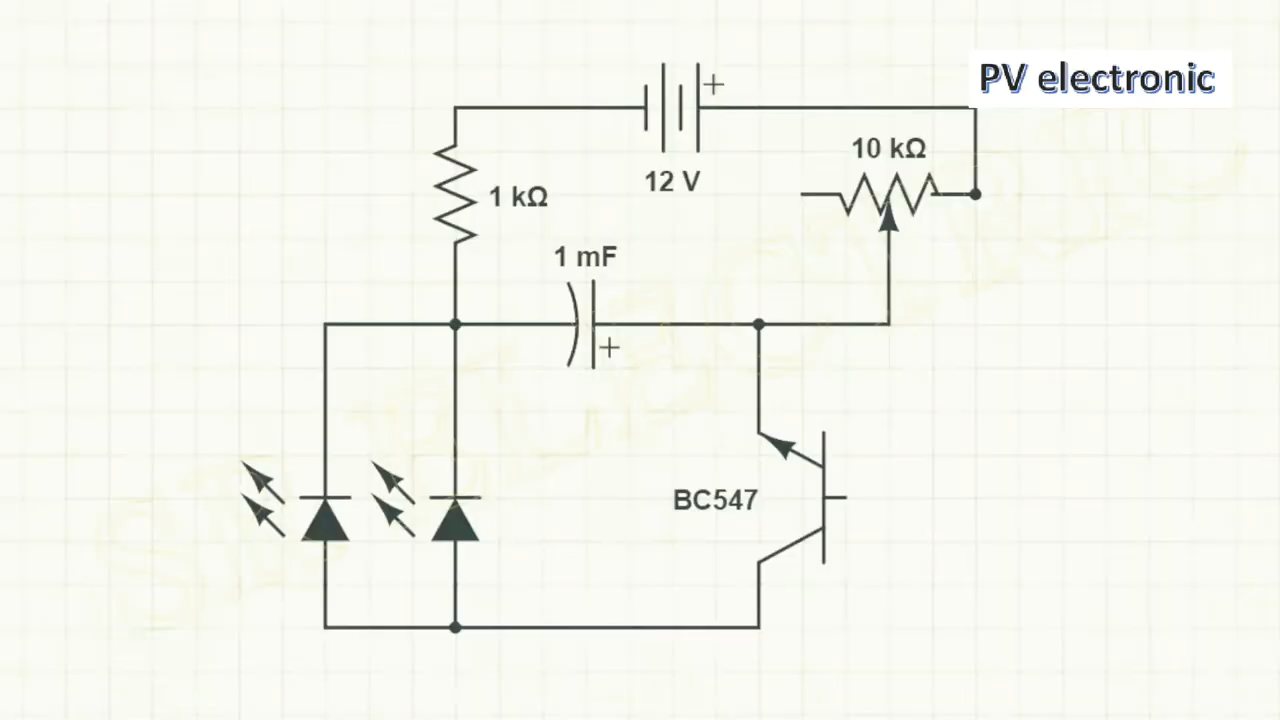 PV electronic
+
10 kΩ
12 V
1 kΩ
1 mF
+
BC547